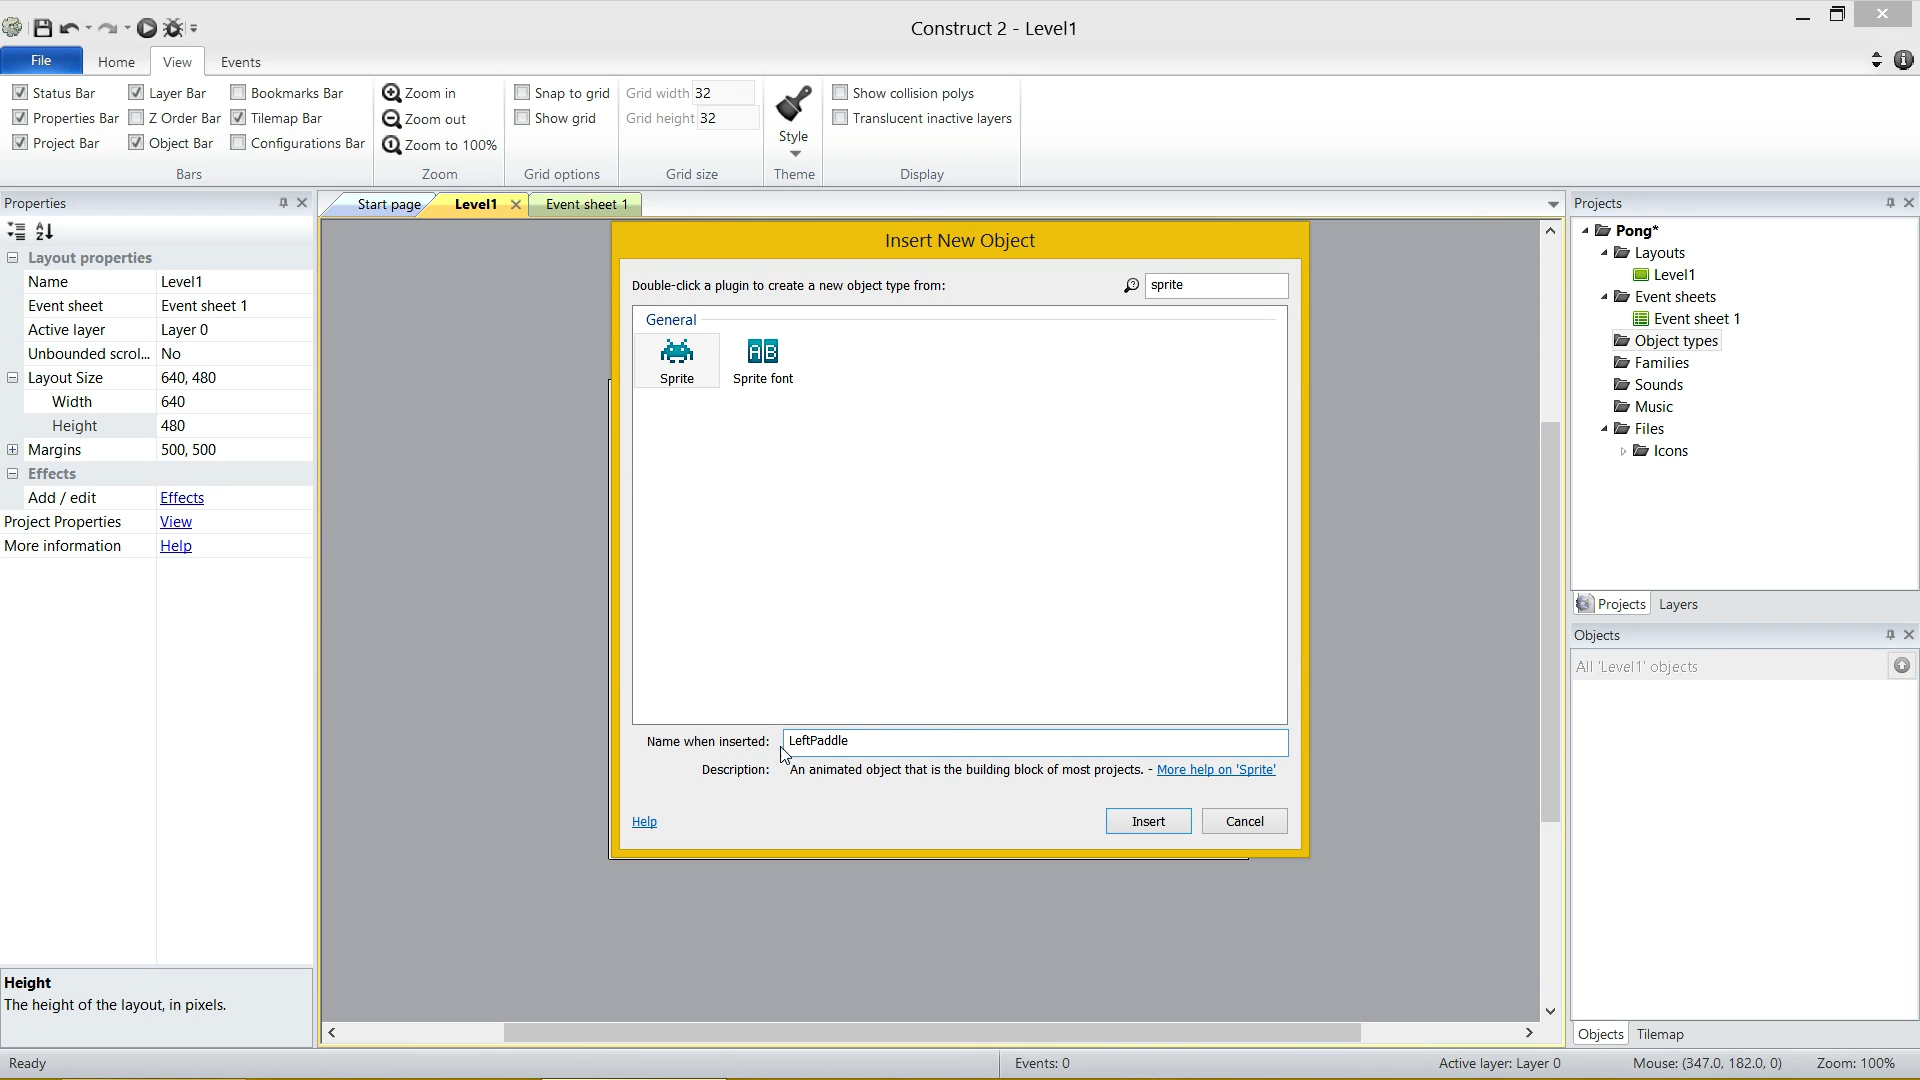 Construct 2 - Level1
File Home View Events
Status Bar Layer Bar Bookmarks Bar Zoom in Snap to grid Grid width 32 Show collision polys
Properties Bar Z Order Bar Tilemap Bar Zoom out Show grid Grid height 32 Translucent inactive layers
Project Bar Object Bar Configurations Bar Zoom to 100% Style
Bars Zoom Grid options Grid size Theme Display
Properties
Start page Level1 Event sheet 1
Layout properties
Name Level1
Event sheet Event sheet 1
Active layer Layer 0
Unbounded scrol... No
Layout Size 640, 480
Width 640
Height 480
Margins 500, 500
Effects
Add / edit Effects
Project Properties View
More information Help
Height
The height of the layout, in pixels.
Insert New Object
Double-click a plugin to create a new object type from: sprite
General
AB
Sprite Sprite font
Name when inserted: LeftPaddle
Description: An animated object that is the building block of most projects. - More help on 'Sprite'
Help Insert Cancel
Projects
Pong*
Layouts
Level1
Event sheets
Event sheet 1
Object types
Families
Sounds
Music
Files
Icons
Projects Layers
Objects
All 'Level1' objects
Objects Tilemap
Ready Events: 0 Active layer: Layer 0 Mouse: (347.0, 182.0, 0) Zoom: 100%